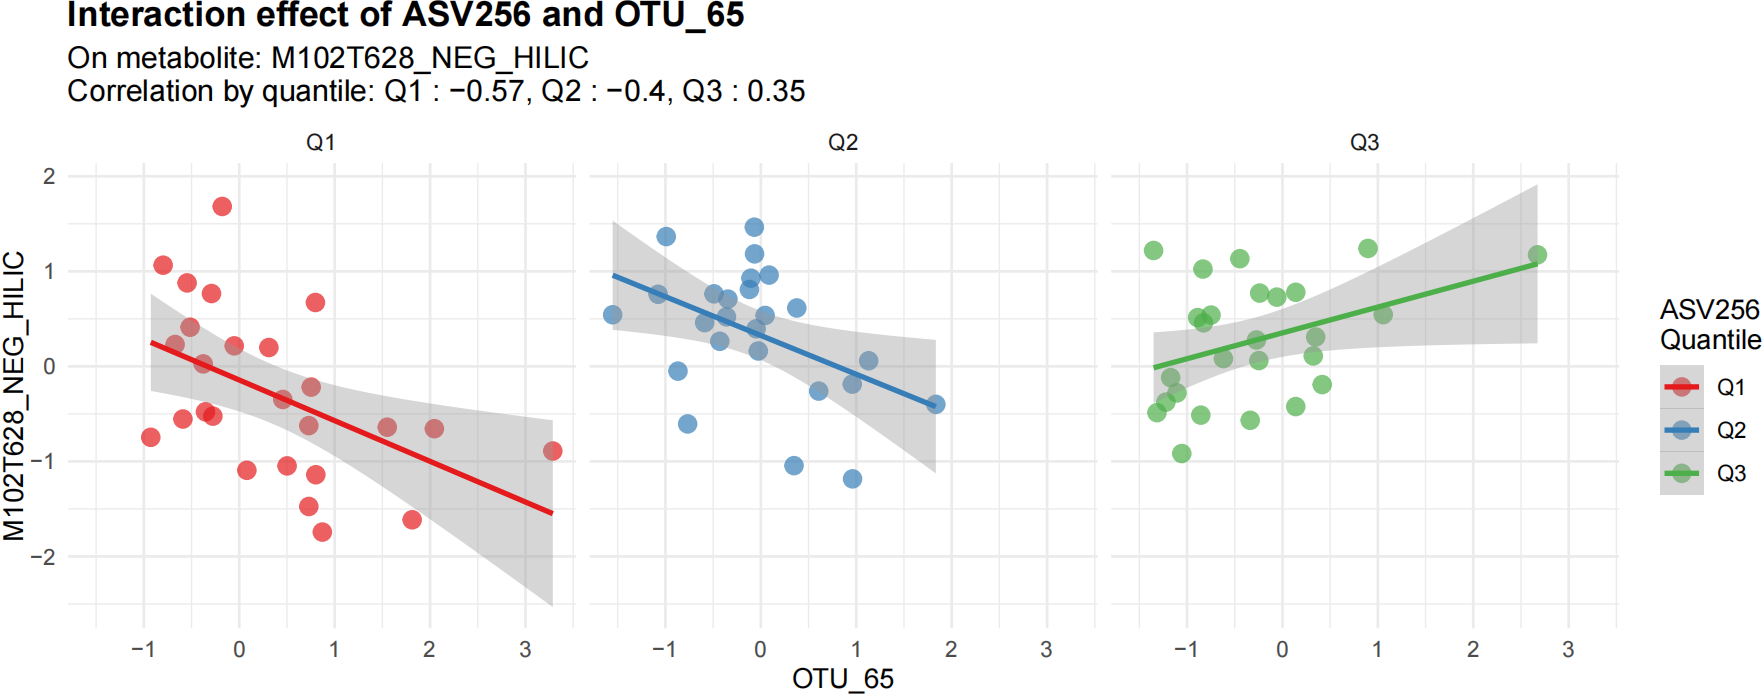 Interaction effect of ASV256 and OTU_65
On metabolite: M102T628_NEG_HILIC
Correlation by quantile: Q1 : −0.57, Q2 : −0.4, Q3 : 0.35
Q1
Q2
Q3
M102T628_NEG_HILIC
2
1
0
−1
−2
−1 0 1 2 3
−1 0 1 2 3
−1 0 1 2 3
OTU_65
ASV256
Quantile
Q1
Q2
Q3